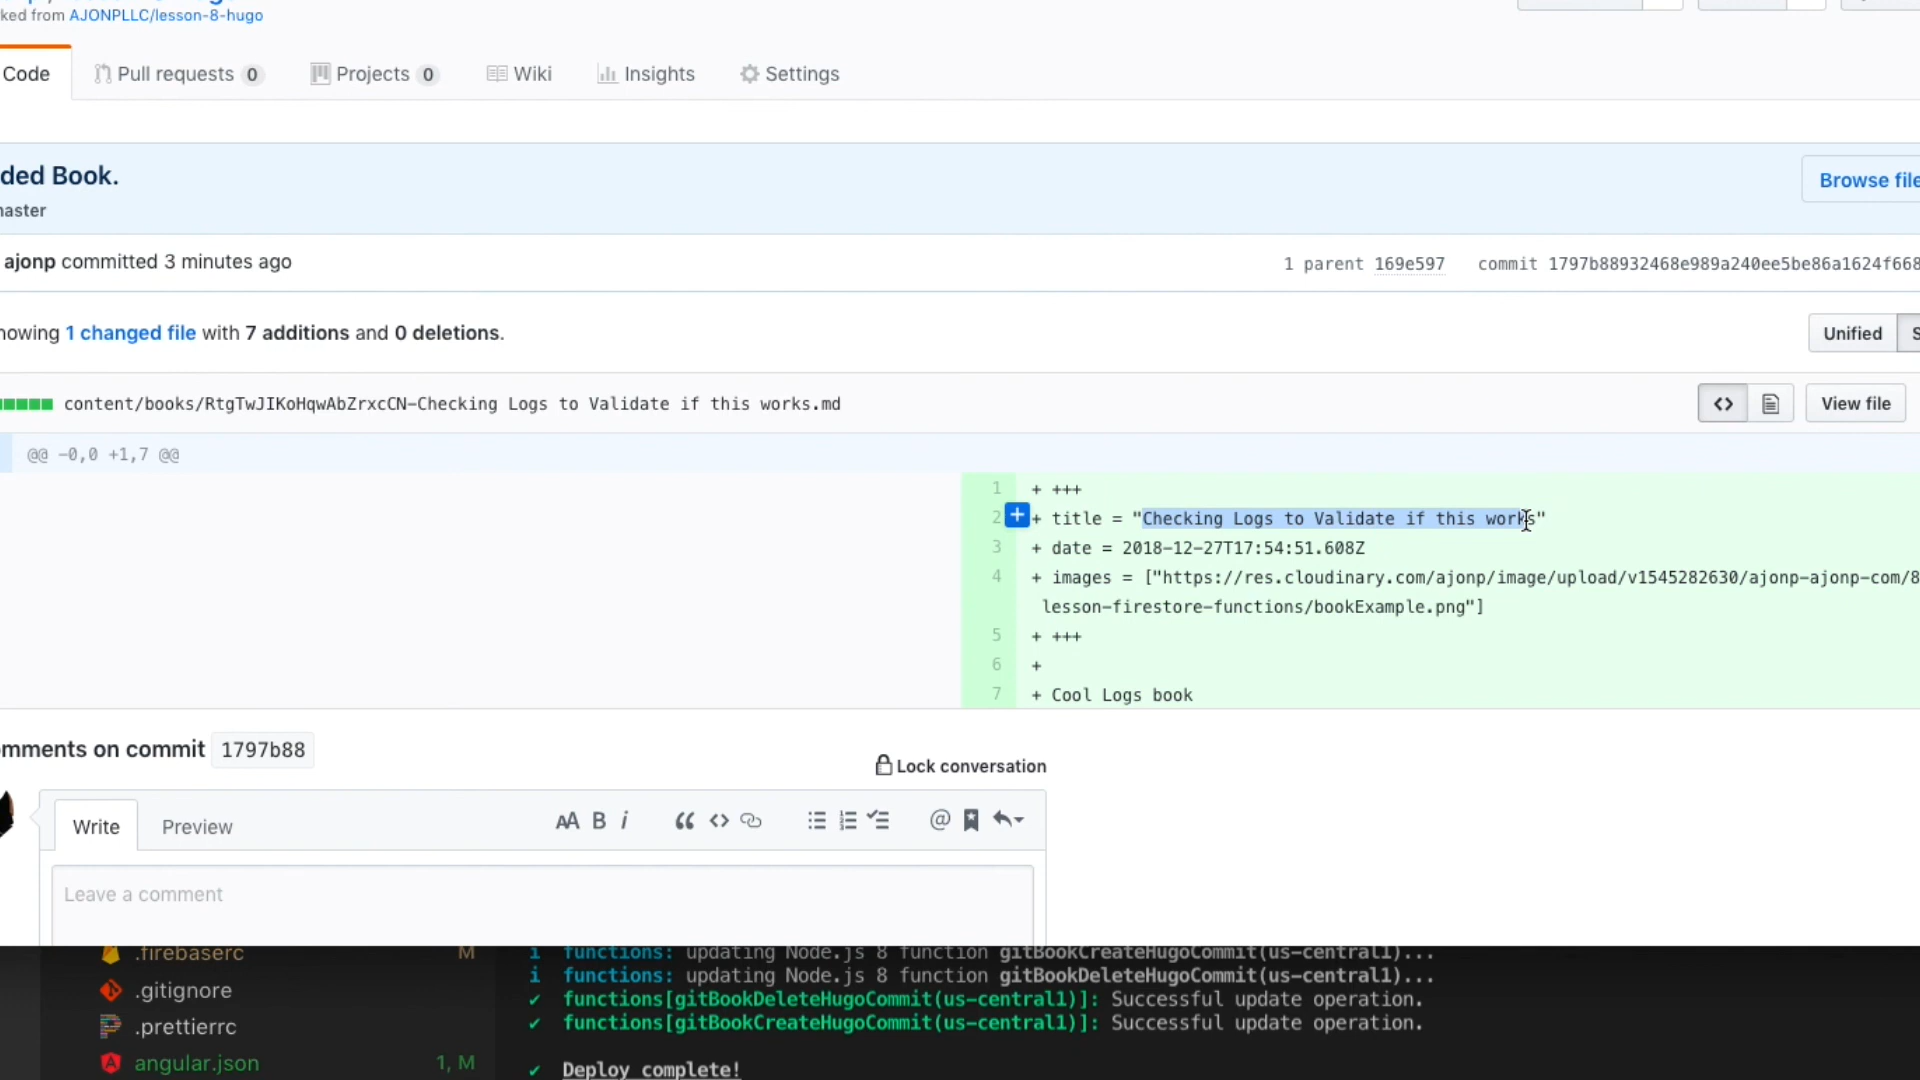 ked from AJONPLLC/lesson-8-hugo
Code Pull requests 0 Projects 0 Wiki Insights Settings
ded Book.
Browse file
master
ajonp committed 3 minutes ago
1 parent 169e597 commit 1797b88932468e989a240ee5be86a1624f668
howing 1 changed file with 7 additions and 0 deletions.
Unified S
content/books/RtgTwJIKoHqwAbZrxcCN-Checking Logs to Validate if this works.md
View file
@@ -0,0 +1,7 @@
1 + +++
2 + title = "Checking Logs to Validate if this works"
3 + date = 2018-12-27T17:54:51.608Z
4 + images = ["https://res.cloudinary.com/ajonp/image/upload/v1545282630/ajonp-ajonp-com/8
lesson-firestore-functions/bookExample.png"]
5 + +++
6 +
7 + Cool Logs book
omments on commit 1797b88
Lock conversation
Write Preview
Leave a comment
.firebaserc M
.gitignore
.prettierrc
angular.json 1, M
i functions: updating Node.js 8 function gitBookCreateHugoCommit(us-central1)...
i functions: updating Node.js 8 function gitBookDeleteHugoCommit(us-central1)...
✔ functions[gitBookDeleteHugoCommit(us-central1)]: Successful update operation.
✔ functions[gitBookCreateHugoCommit(us-central1)]: Successful update operation.
✔ Deploy complete!